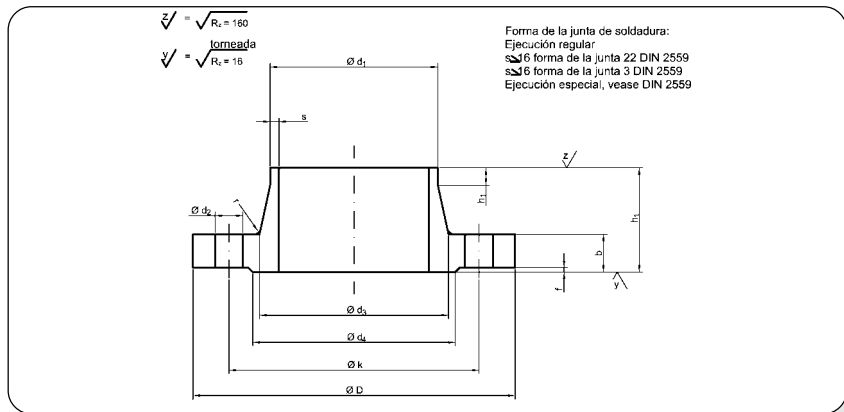 z = √ Rz = 160
y = √ torneada Rz = 16
Forma de la junta de soldadura:
Ejecución regular
s 16 forma de la junta 22 DIN 2559
s 16 forma de la junta 3 DIN 2559
Ejecución especial, vease DIN 2559
Ø d1
s
z
h1
h1
r
Ø d2
b
f
y
Ø d3
Ø d4
Ø k
Ø D